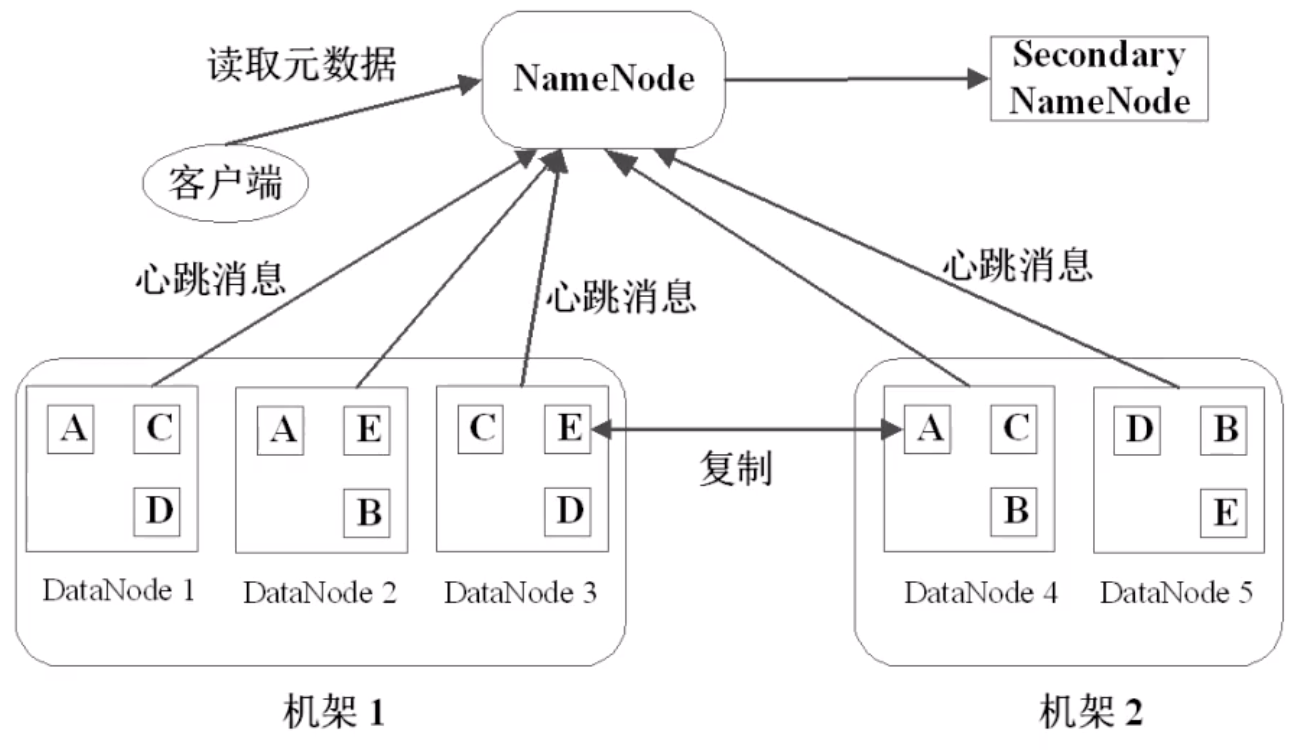 读取元数据
NameNode
Secondary
NameNode
客户端
心跳消息
心跳消息
心跳消息
A C
D
A E
B
C E
D
复制
A C
B
D B
E
DataNode 1
DataNode 2
DataNode 3
DataNode 4
DataNode 5
机架 1
机架 2